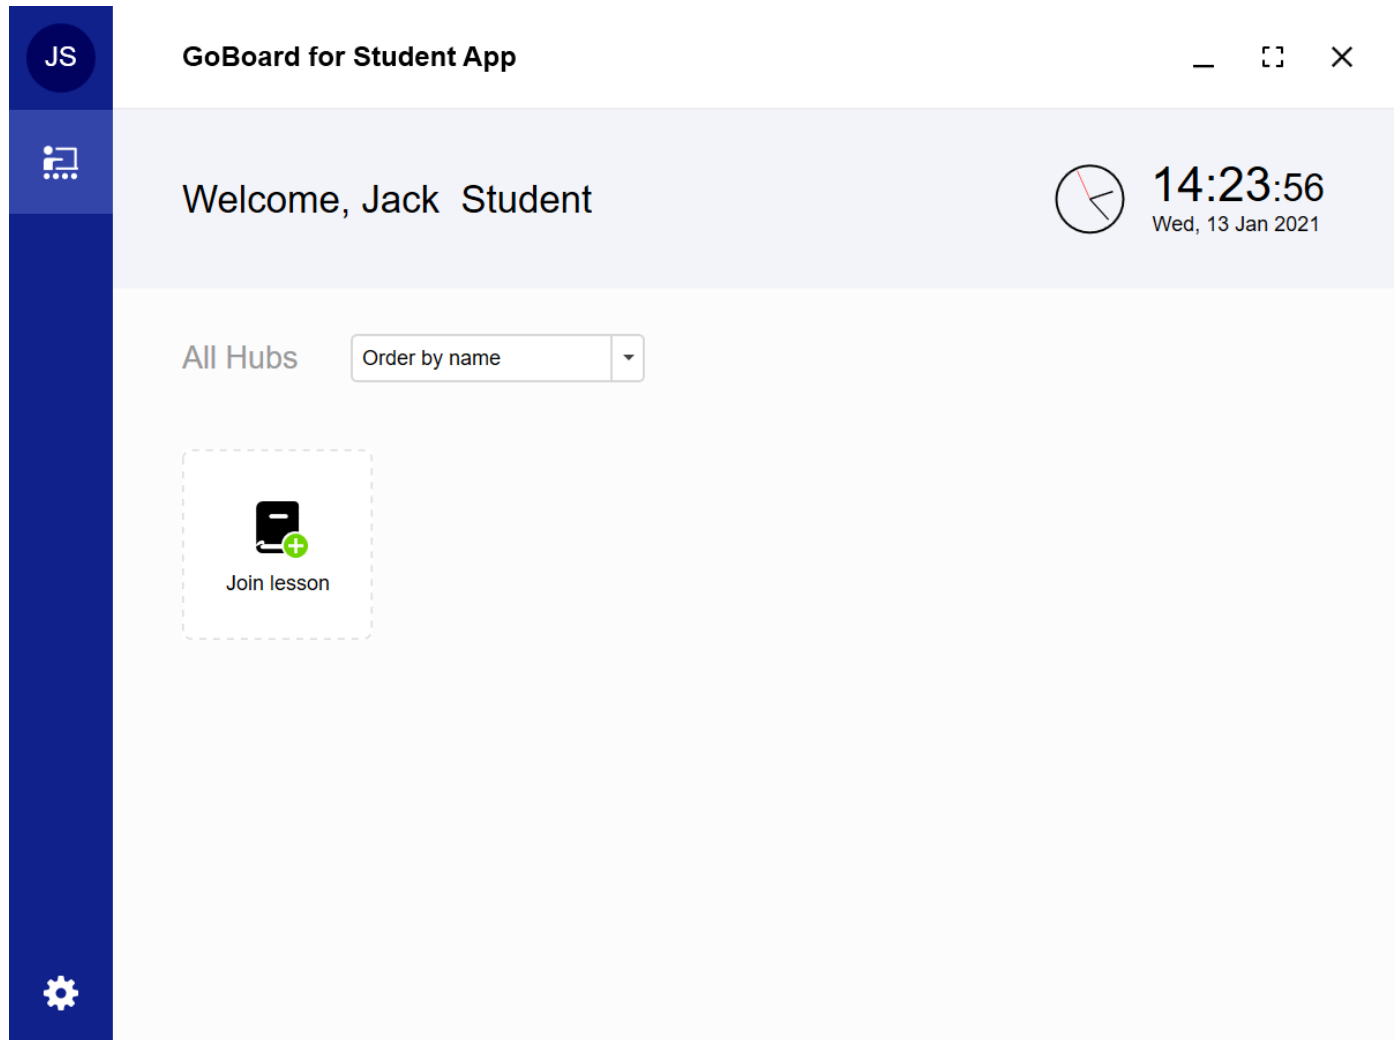 JS
GoBoard for Student App
Welcome, Jack  Student
14:23:56
Wed, 13 Jan 2021
All Hubs
Order by name
Join lesson